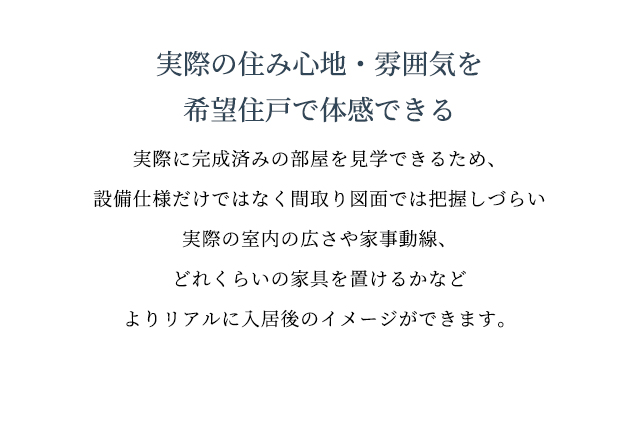 実際の住み心地・雰囲気を
希望住戸で体感できる
実際に完成済みの部屋を見学できるため、
設備仕様だけではなく間取り図面では把握しづらい
実際の室内の広さや家事動線、
どれくらいの家具を置けるかなど
よりリアルに入居後のイメージができます。